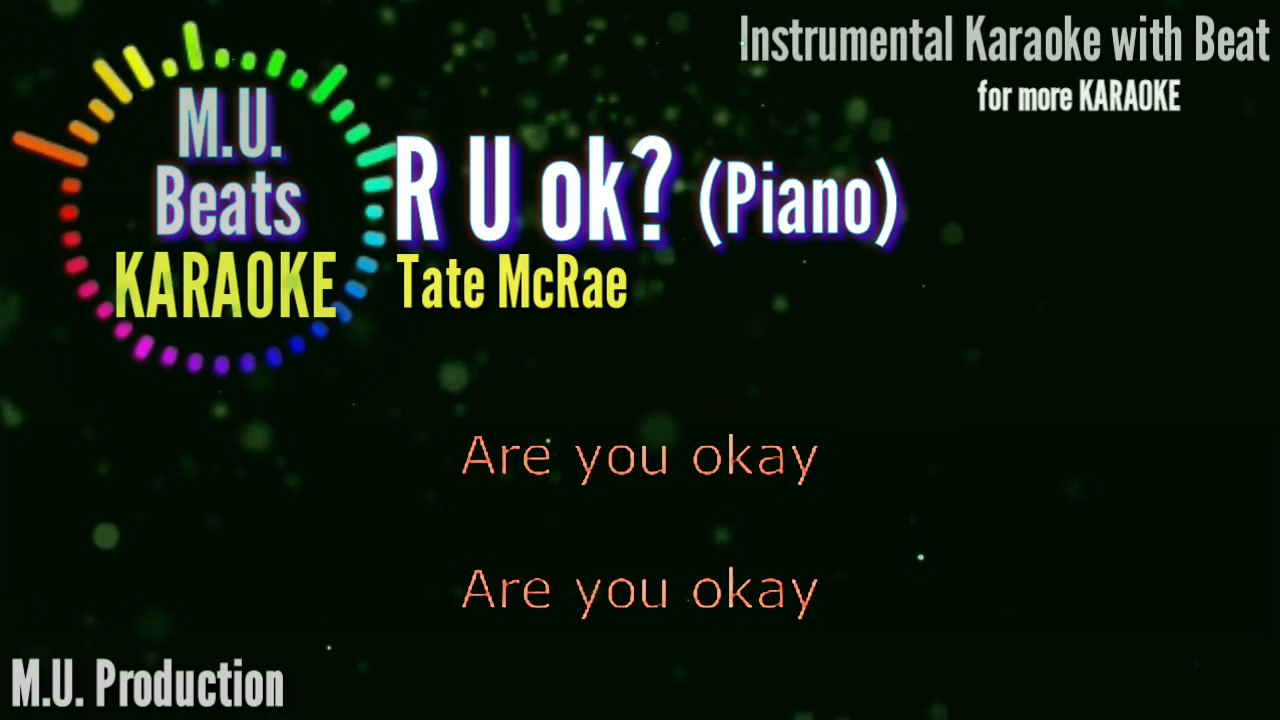 Instrumental Karaoke with Beat
for more KARAOKE
M.U.
Beats
KARAOKE
R U ok? (Piano)
Tate McRae
Are you okay
Are you okay
M.U. Production